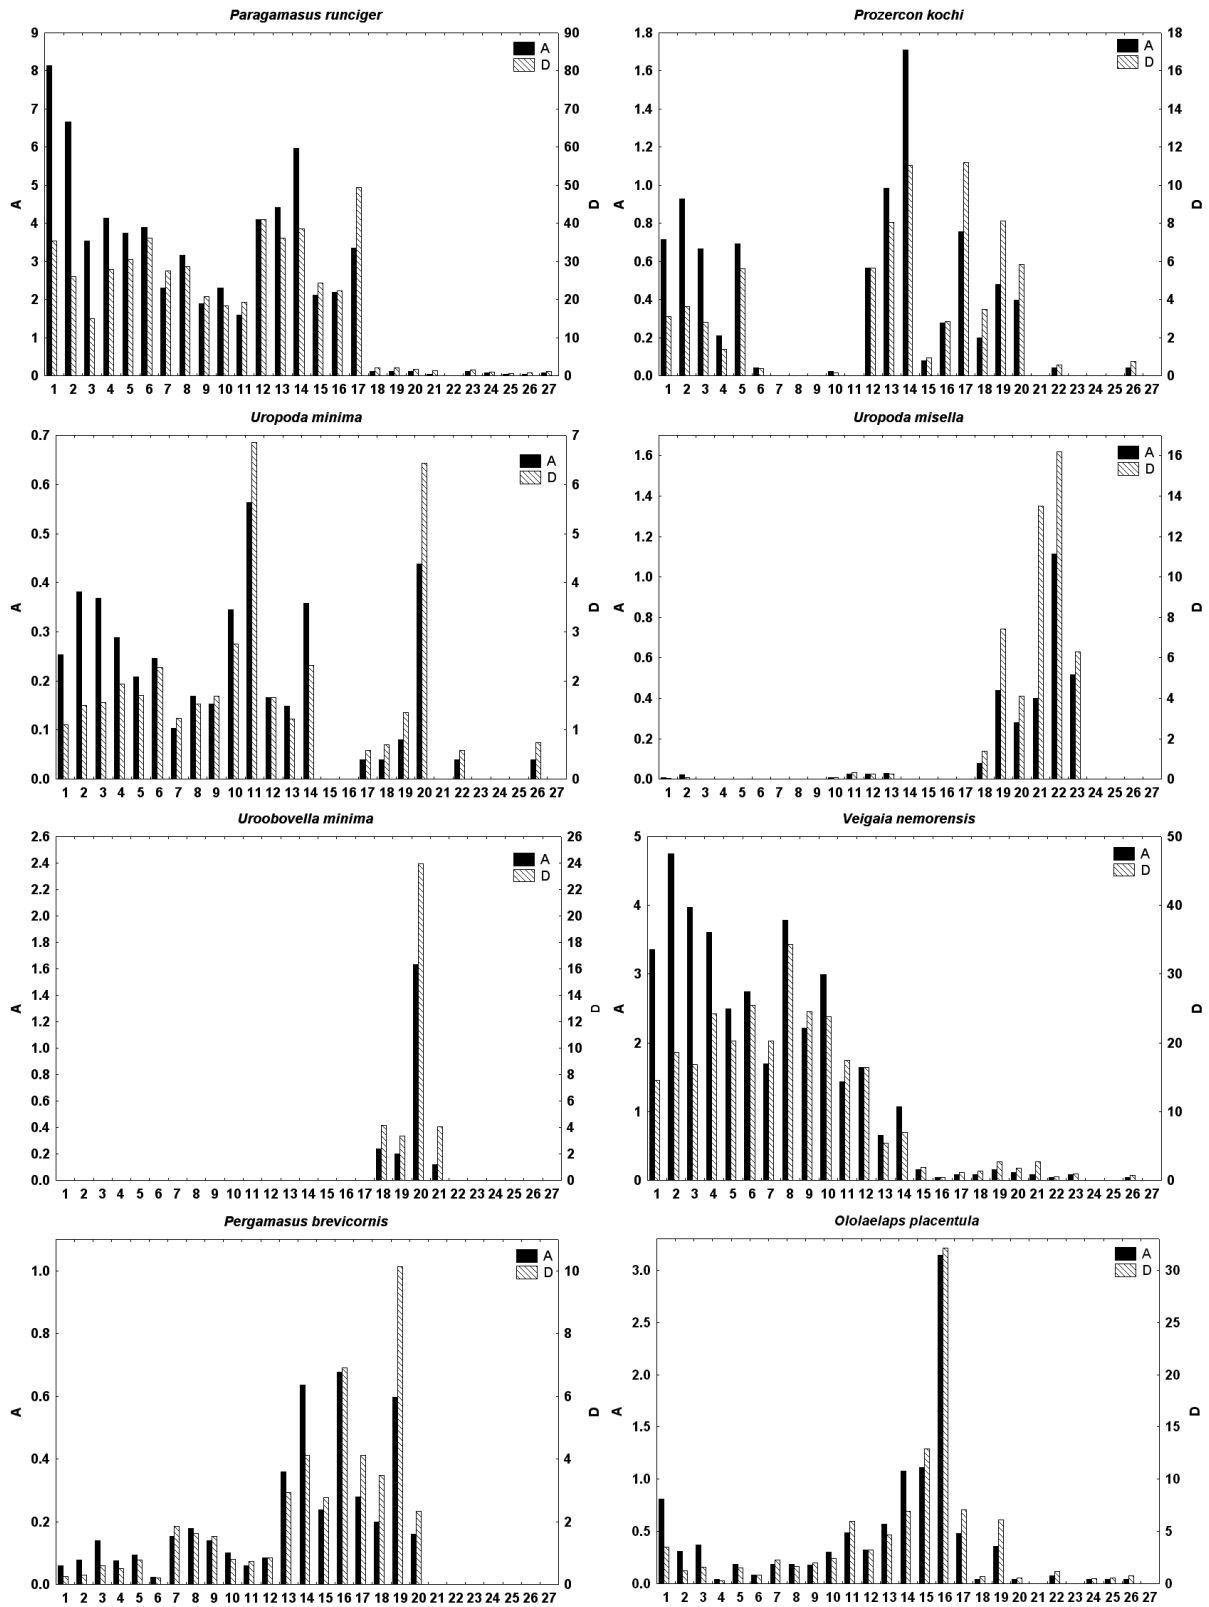 Paragamasus runciger
9 8 7 6 5 4 3 2 1 0
A
90 80 70 60 50 40 30 20 10 0
D
A
D
1 2 3 4 5 6 7 8 9 10 11 12 13 14 15 16 17 18 19 20 21 22 23 24 25 26 27
Prozercon kochi
1.8 1.6 1.4 1.2 1.0 0.8 0.6 0.4 0.2 0.0
A
18 16 14 12 10 8 6 4 2 0
D
A
D
1 2 3 4 5 6 7 8 9 10 11 12 13 14 15 16 17 18 19 20 21 22 23 24 25 26 27
Uropoda minima
0.7 0.6 0.5 0.4 0.3 0.2 0.1 0.0
A
7 6 5 4 3 2 1 0
D
A
D
1 2 3 4 5 6 7 8 9 10 11 12 13 14 15 16 17 18 19 20 21 22 23 24 25 26 27
Uropoda misella
1.6 1.4 1.2 1.0 0.8 0.6 0.4 0.2 0.0
A
16 14 12 10 8 6 4 2 0
D
A
D
1 2 3 4 5 6 7 8 9 10 11 12 13 14 15 16 17 18 19 20 21 22 23 24 25 26 27
Uroobovella minima
2.6 2.4 2.2 2.0 1.8 1.6 1.4 1.2 1.0 0.8 0.6 0.4 0.2 0.0
A
26 24 22 20 18 16 14 12 10 8 6 4 2 0
D
A
D
1 2 3 4 5 6 7 8 9 10 11 12 13 14 15 16 17 18 19 20 21 22 23 24 25 26 27
Veigaia nemorensis
5 4 3 2 1 0
A
50 40 30 20 10 0
D
A
D
1 2 3 4 5 6 7 8 9 10 11 12 13 14 15 16 17 18 19 20 21 22 23 24 25 26 27
Pergamasus brevicornis
1.0 0.8 0.6 0.4 0.2 0.0
A
10 8 6 4 2 0
D
A
D
1 2 3 4 5 6 7 8 9 10 11 12 13 14 15 16 17 18 19 20 21 22 23 24 25 26 27
Ololaelaps placentula
3.0 2.5 2.0 1.5 1.0 0.5 0.0
A
30 25 20 15 10 5 0
D
A
D
1 2 3 4 5 6 7 8 9 10 11 12 13 14 15 16 17 18 19 20 21 22 23 24 25 26 27